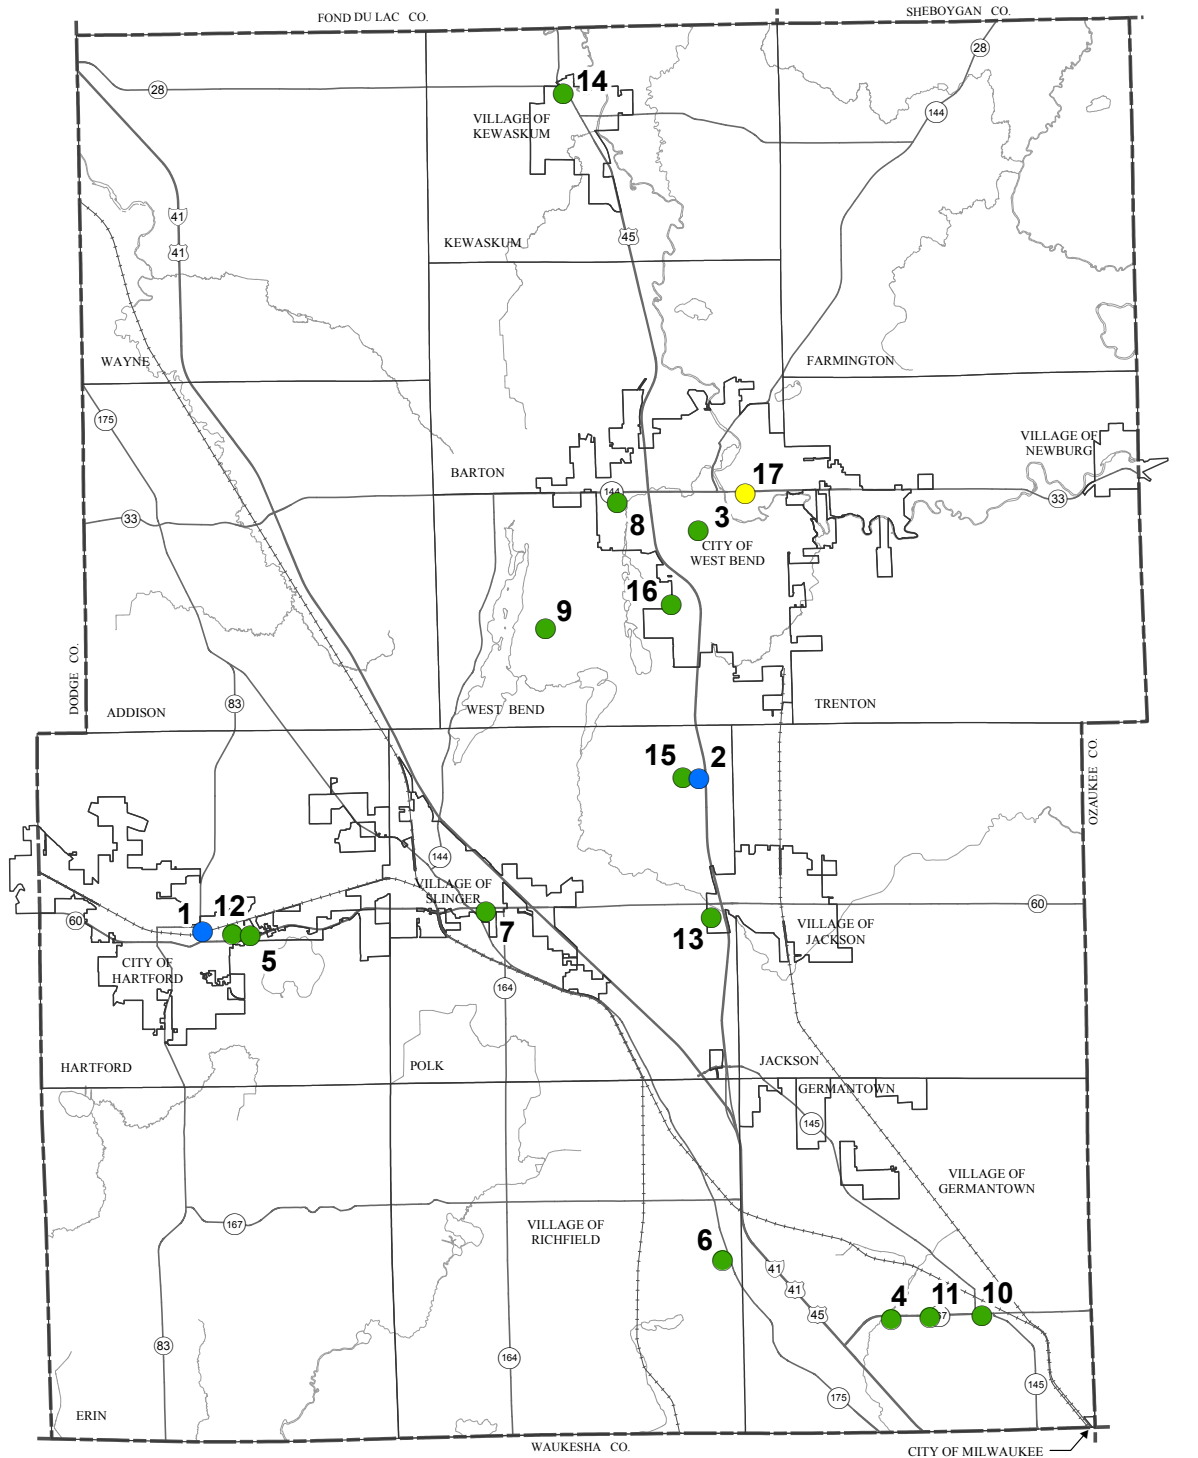 FOND DU LAC CO.
SHEBOYGAN CO.
28
28
14
144
VILLAGE OF
KEWASKUM
41
45
KEWASKUM
41
WAYNE
FARMINGTON
175
VILLAGE OF
NEWBURG
BARTON
17
144
33
33
8
3
CITY OF
WEST BEND
16
9
DODGE CO.
83
ADDISON
WEST BEND
TRENTON
15
2
OZAUKEE CO.
144
VILLAGE OF
SLINGER
60
1
12
60
7
13
VILLAGE OF
JACKSON
5
CITY OF
HARTFORD
164
HARTFORD
POLK
JACKSON
GERMANTOWN
145
VILLAGE OF
GERMANTOWN
167
VILLAGE OF
RICHFIELD
6
41
41
45
4
11
10
83
164
145
175
ERIN
WAUKESHA CO.
CITY OF MILWAUKEE